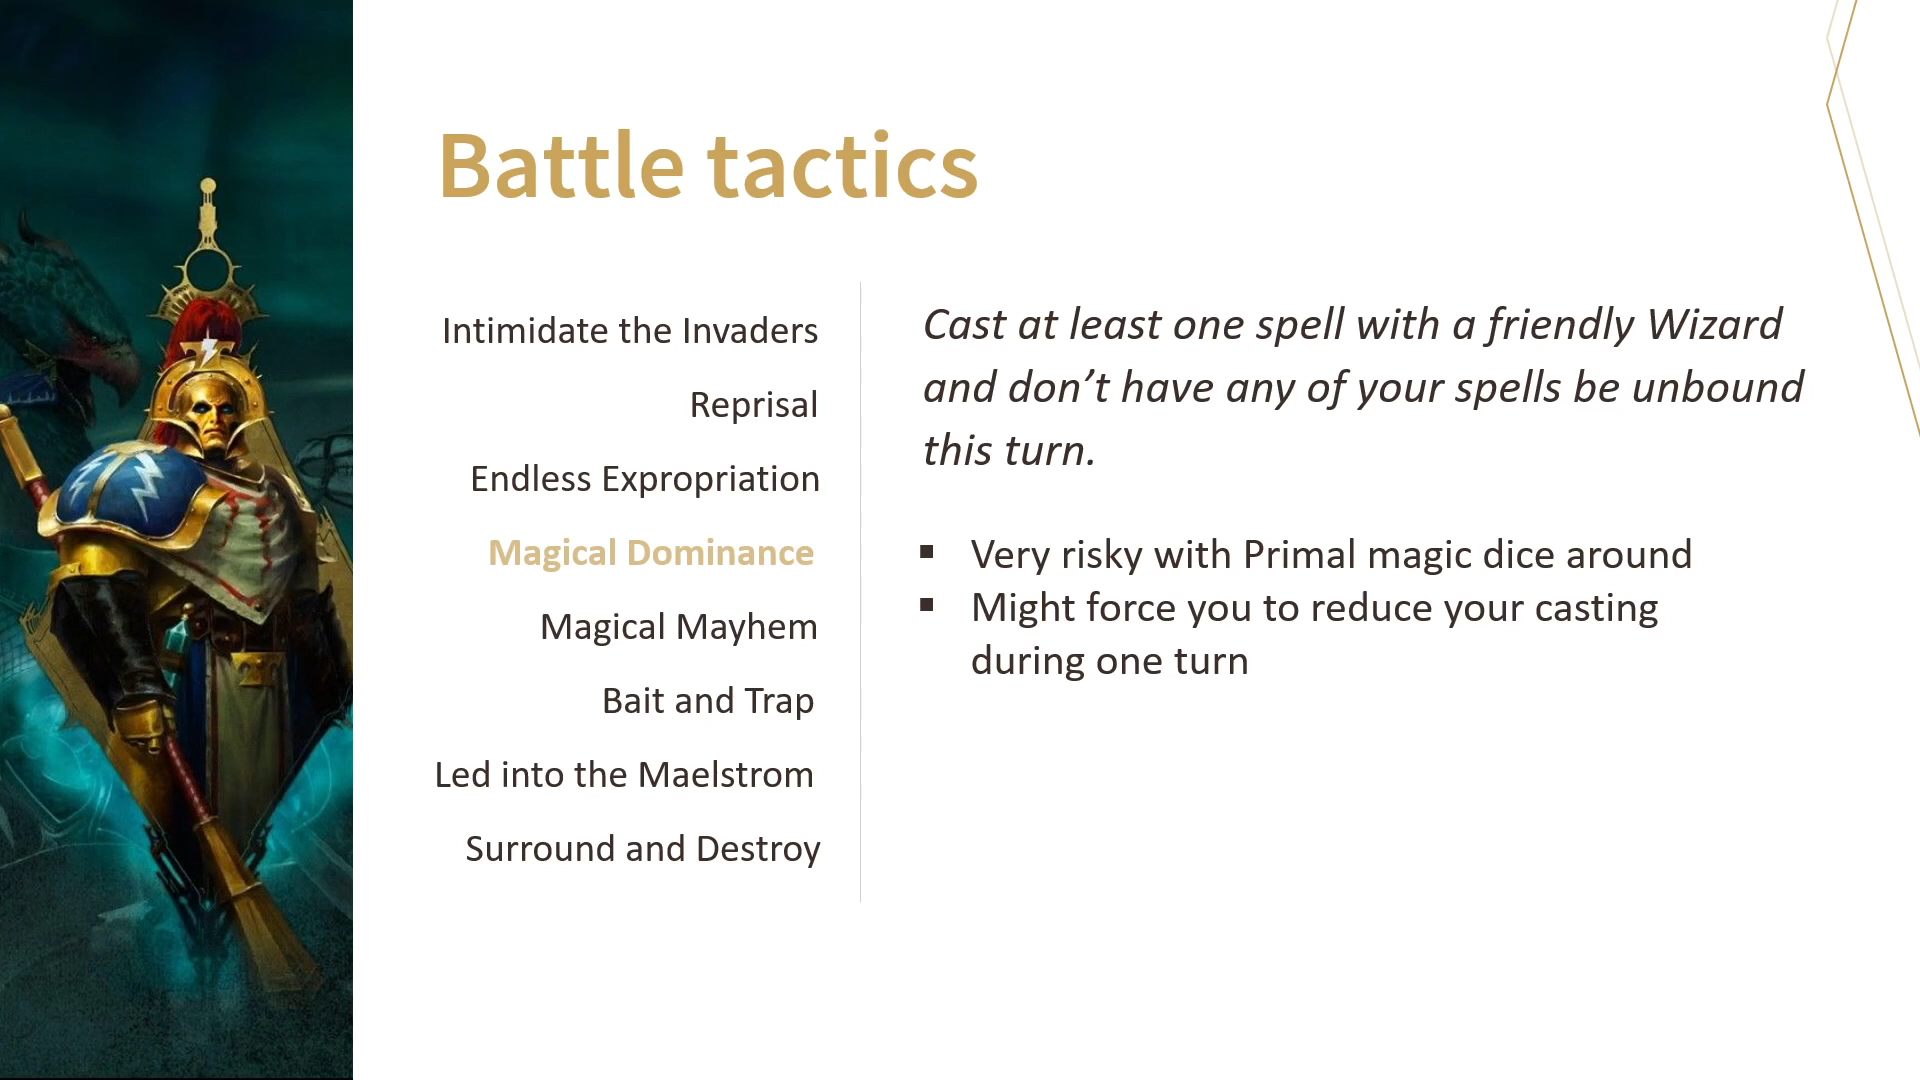 Battle tactics
Intimidate the Invaders
Reprisal
Endless Expropriation
Magical Dominance
Magical Mayhem
Bait and Trap
Led into the Maelstrom
Surround and Destroy
Cast at least one spell with a friendly Wizard
and don’t have any of your spells be unbound
this turn.
▪ Very risky with Primal magic dice around
▪ Might force you to reduce your casting
during one turn